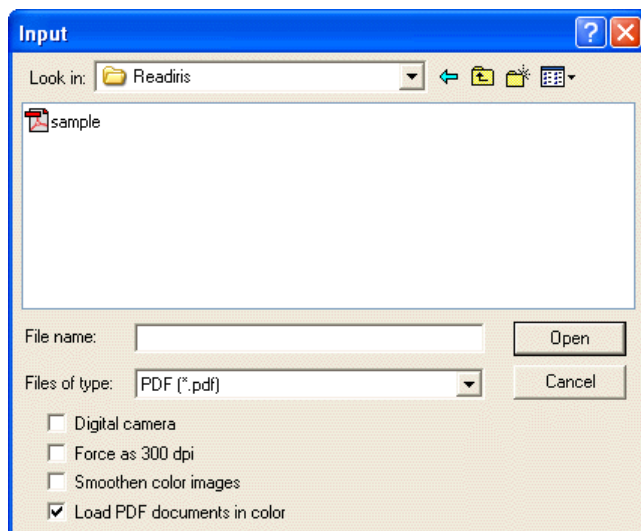 Input
Look in: Readiris
sample
File name: Open
Files of type: PDF (*.pdf) Cancel
Digital camera
Force as 300 dpi
Smoothen color images
Load PDF documents in color